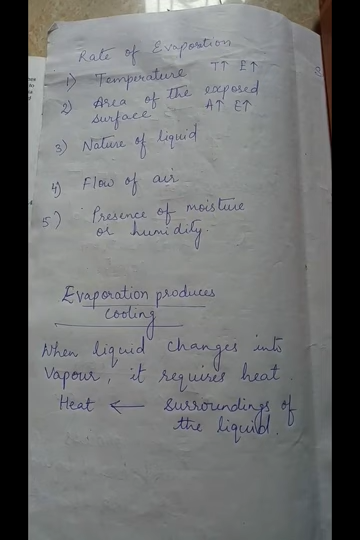 Rate of Evaporation
1) Temperature T↑ E↑
2) Area of the exposed
surface A↑ E↑
3) Nature of liquid
4) Flow of air
5) Presence of moisture
or humidity.
Evaporation produces
cooling
When liquid changes into
Vapour, it requires heat.
Heat ← surroundings of
the liquid.